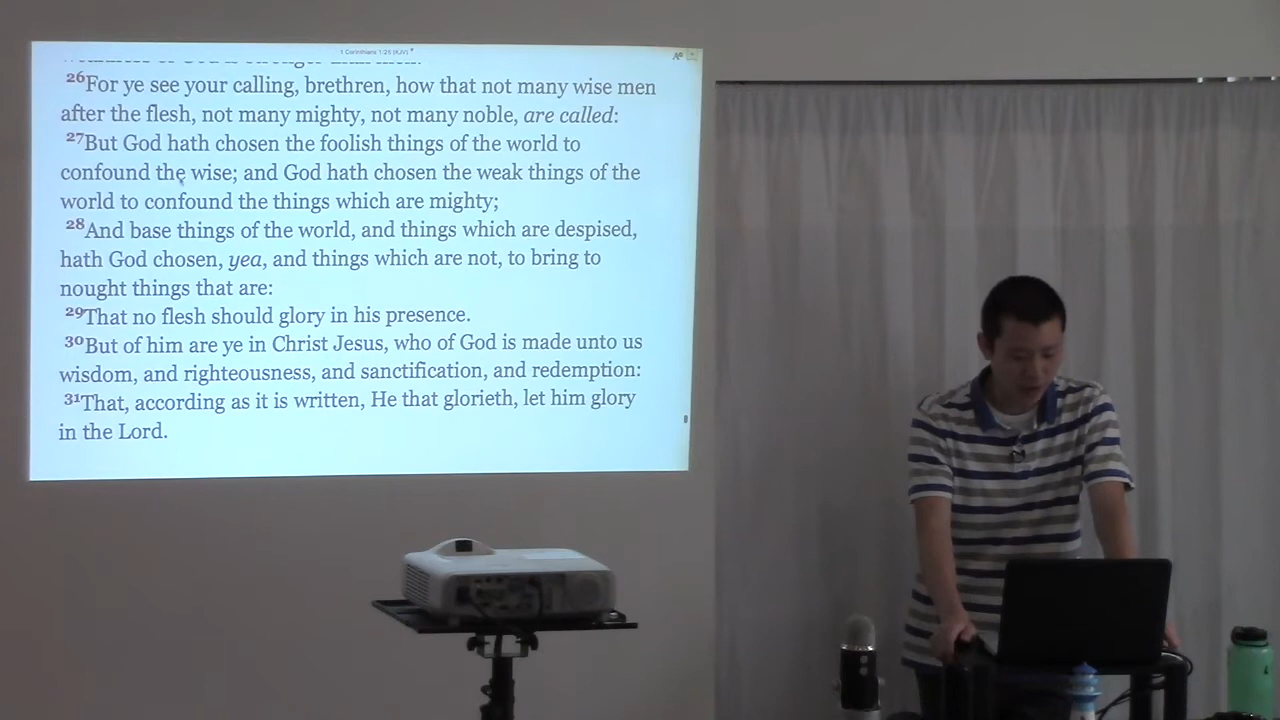 1 Corinthians 1:25 (KJV)
26For ye see your calling, brethren, how that not many wise men
after the flesh, not many mighty, not many noble, are called:
27But God hath chosen the foolish things of the world to
confound the wise; and God hath chosen the weak things of the
world to confound the things which are mighty;
28And base things of the world, and things which are despised,
hath God chosen, yea, and things which are not, to bring to
nought things that are:
29That no flesh should glory in his presence.
30But of him are ye in Christ Jesus, who of God is made unto us
wisdom, and righteousness, and sanctification, and redemption:
31That, according as it is written, He that glorieth, let him glory
in the Lord.